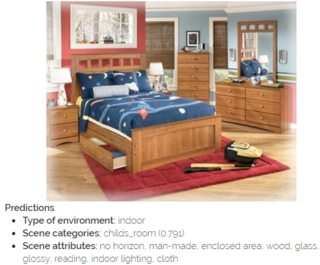 Predictions
• Type of environment: indoor
• Scene categories: childs_room (0.791)
• Scene attributes: no horizon, man-made, enclosed area, wood, glass,
glossy, reading, indoor lighting, cloth